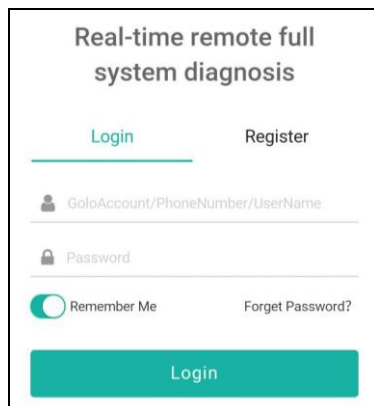 Real-time remote full
system diagnosis
Login Register
GoloAccount/PhoneNumber/UserName
Password
Remember Me Forget Password?
Login